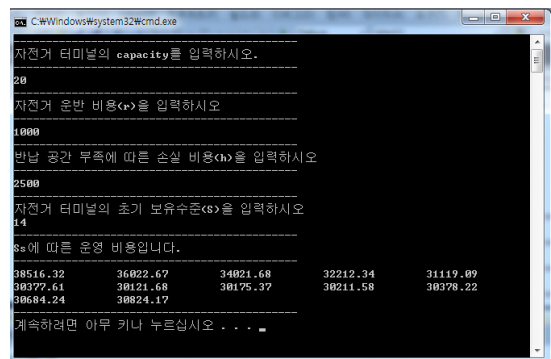 C:₩Windows₩system32₩cmd.exe
자전거 터미널의 capacity를 입력하시오.
20
자전거 운반 비용(r)을 입력하시오
1000
반납 공간 부족에 따른 손실 비용(h)을 입력하시오
2500
자전거 터미널의 초기 보유수준(S)을 입력하시오
14
Ss에 따른 운영 비용입니다.
38516.32 36022.67 34021.68 32212.34 31119.09
30377.61 30121.68 30175.37 30211.58 30378.22
30684.24 30824.17
계속하려면 아무 키나 누르십시오 . . .